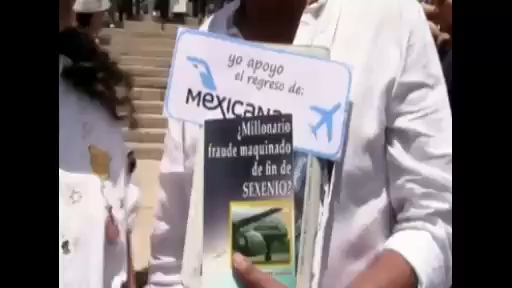 yo apoyo
el regreso de:
MEXICANA
¿Millonario
fraude maquinado
de fin de
SEXENIO?